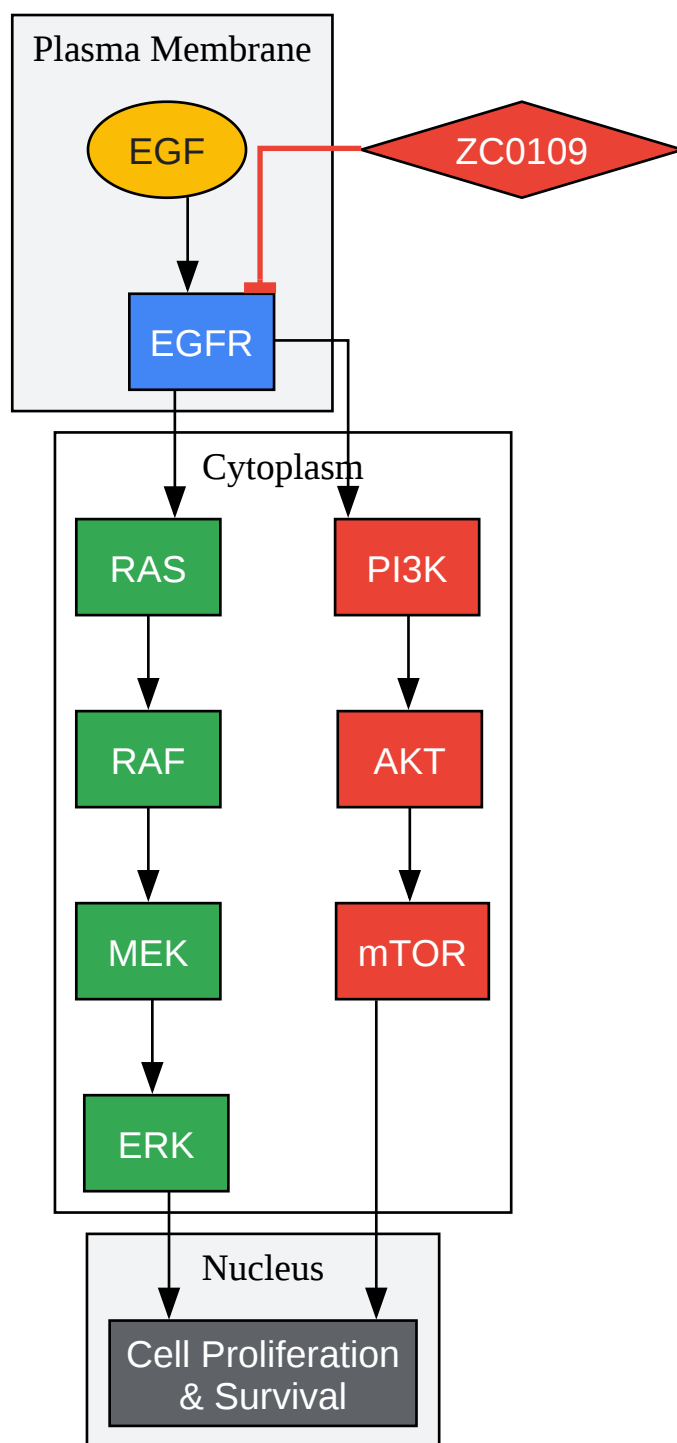 Plasma Membrane
EGF
ZC0109
EGFR
Cytoplasm
RAS
PI3K
RAF
AKT
MEK
mTOR
ERK
Nucleus
Cell Proliferation
& Survival